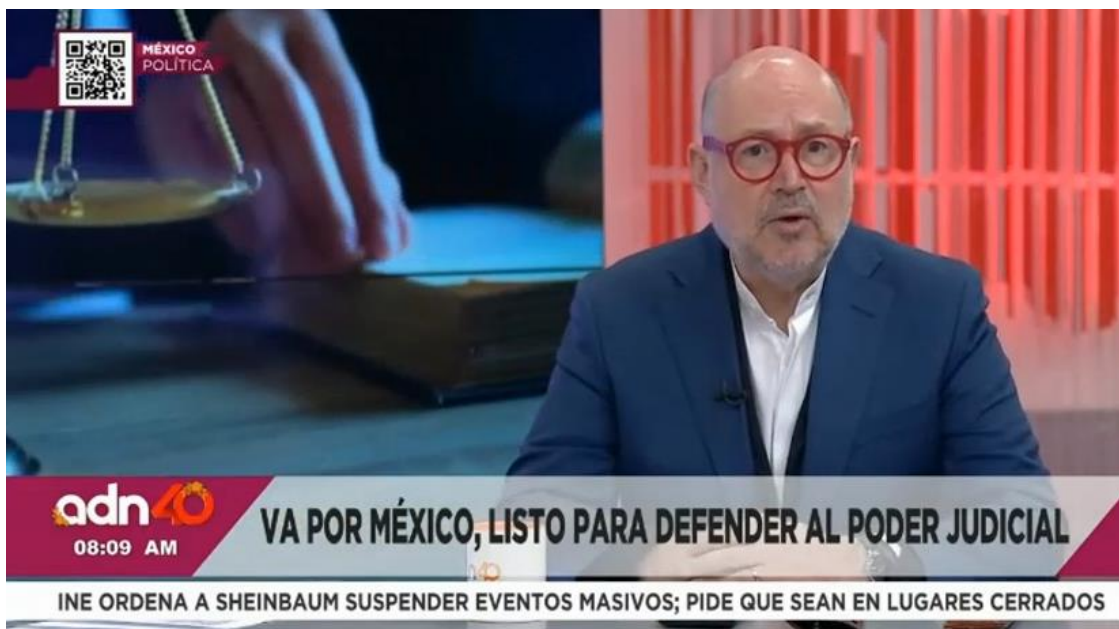 MÉXICO
POLÍTICA
adn40
08:09 AM
VA POR MÉXICO, LISTO PARA DEFENDER AL PODER JUDICIAL
INE ORDENA A SHEINBAUM SUSPENDER EVENTOS MASIVOS; PIDE QUE SEAN EN LUGARES CERRADOS